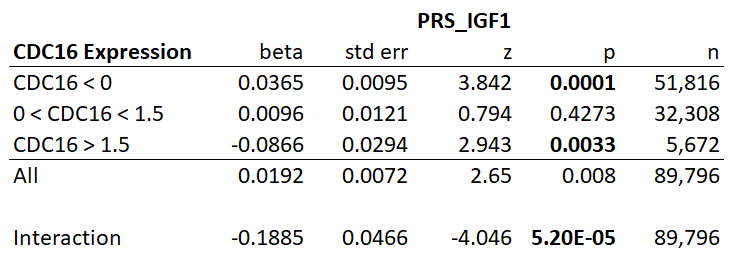 PRS_IGF1
CDC16 Expression beta std err z p n
CDC16 < 0 0.0365 0.0095 3.842 0.0001 51,816
0 < CDC16 < 1.5 0.0096 0.0121 0.794 0.4273 32,308
CDC16 > 1.5 -0.0866 0.0294 2.943 0.0033 5,672
All 0.0192 0.0072 2.65 0.008 89,796
Interaction -0.1885 0.0466 -4.046 5.20E-05 89,796